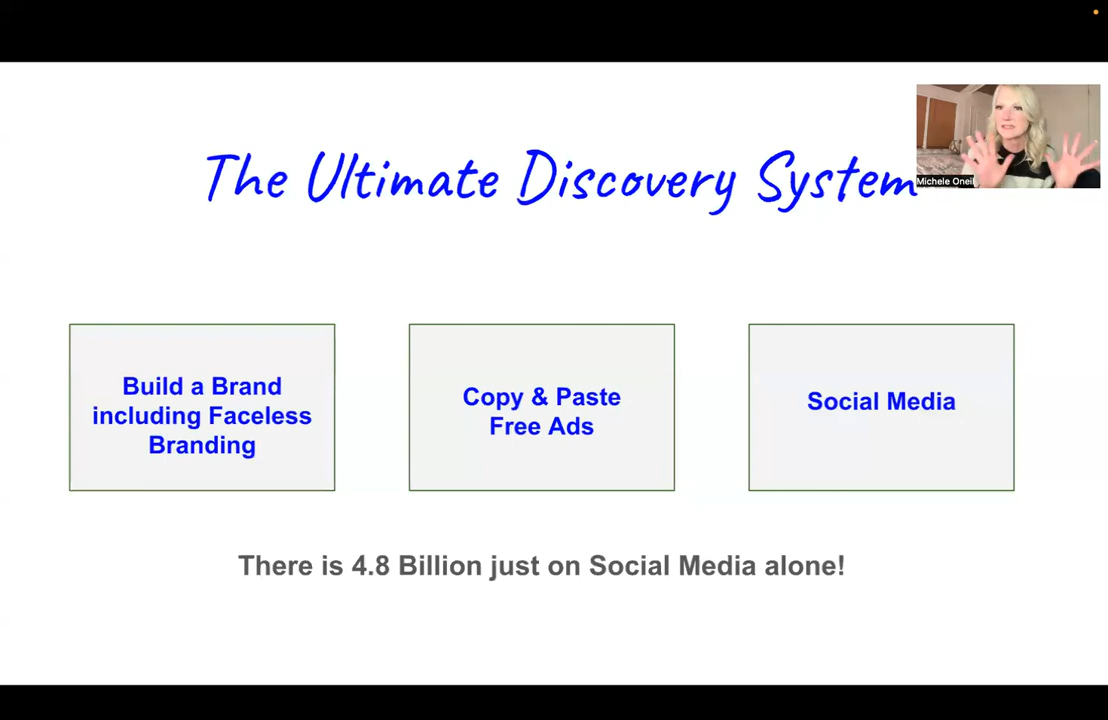 The Ultimate Discovery System
Michele Oneil
Build a Brand
including Faceless
Branding
Copy & Paste
Free Ads
Social Media
There is 4.8 Billion just on Social Media alone!